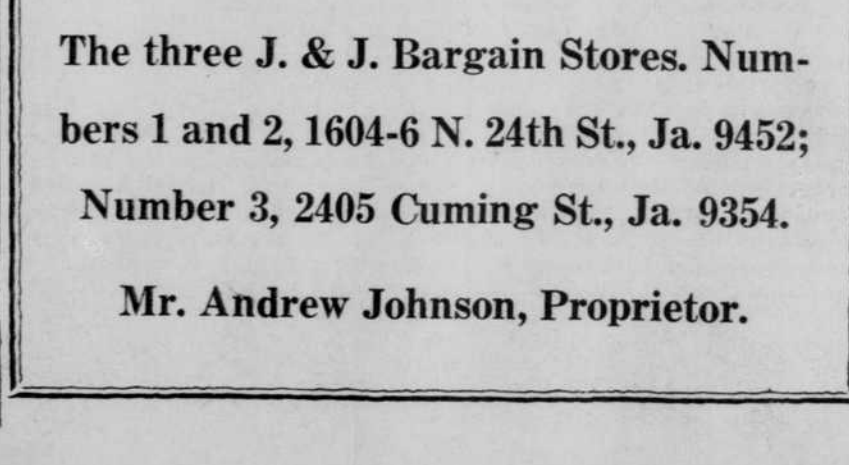 The three J. & J. Bargain Stores. Num-
bers 1 and 2, 1604-6 N. 24th St., Ja. 9452;
Number 3, 2405 Cuming St., Ja. 9354.
Mr. Andrew Johnson, Proprietor.